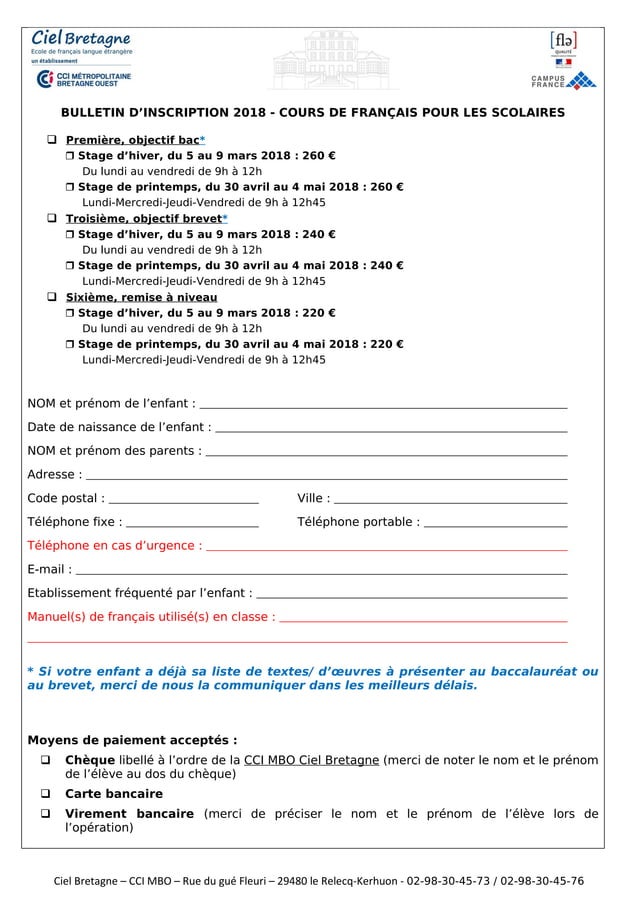 Ciel Bretagne
Ecole de français langue étrangère
un établissement
CCI MÉTROPOLITAINE
BRETAGNE OUEST
[flə]
QUALITÉ
CAMPUS
FRANCE
BULLETIN D’INSCRIPTION 2018 - COURS DE FRANÇAIS POUR LES SCOLAIRES
❑ Première, objectif bac*
❒ Stage d’hiver, du 5 au 9 mars 2018 : 260 €
Du lundi au vendredi de 9h à 12h
❒ Stage de printemps, du 30 avril au 4 mai 2018 : 260 €
Lundi-Mercredi-Jeudi-Vendredi de 9h à 12h45
❑ Troisième, objectif brevet*
❒ Stage d’hiver, du 5 au 9 mars 2018 : 240 €
Du lundi au vendredi de 9h à 12h
❒ Stage de printemps, du 30 avril au 4 mai 2018 : 240 €
Lundi-Mercredi-Jeudi-Vendredi de 9h à 12h45
❑ Sixième, remise à niveau
❒ Stage d’hiver, du 5 au 9 mars 2018 : 220 €
Du lundi au vendredi de 9h à 12h
❒ Stage de printemps, du 30 avril au 4 mai 2018 : 220 €
Lundi-Mercredi-Jeudi-Vendredi de 9h à 12h45
NOM et prénom de l’enfant :
Date de naissance de l’enfant :
NOM et prénom des parents :
Adresse :
Code postal : Ville :
Téléphone fixe : Téléphone portable :
Téléphone en cas d’urgence :
E-mail :
Etablissement fréquenté par l’enfant :
Manuel(s) de français utilisé(s) en classe :
* Si votre enfant a déjà sa liste de textes/ d’œuvres à présenter au baccalauréat ou
au brevet, merci de nous la communiquer dans les meilleurs délais.
Moyens de paiement acceptés :
❑ Chèque libellé à l’ordre de la CCI MBO Ciel Bretagne (merci de noter le nom et le prénom
de l’élève au dos du chèque)
❑ Carte bancaire
❑ Virement bancaire (merci de préciser le nom et le prénom de l’élève lors de
l’opération)
Ciel Bretagne – CCI MBO – Rue du gué Fleuri – 29480 le Relecq-Kerhuon - 02-98-30-45-73 / 02-98-30-45-76